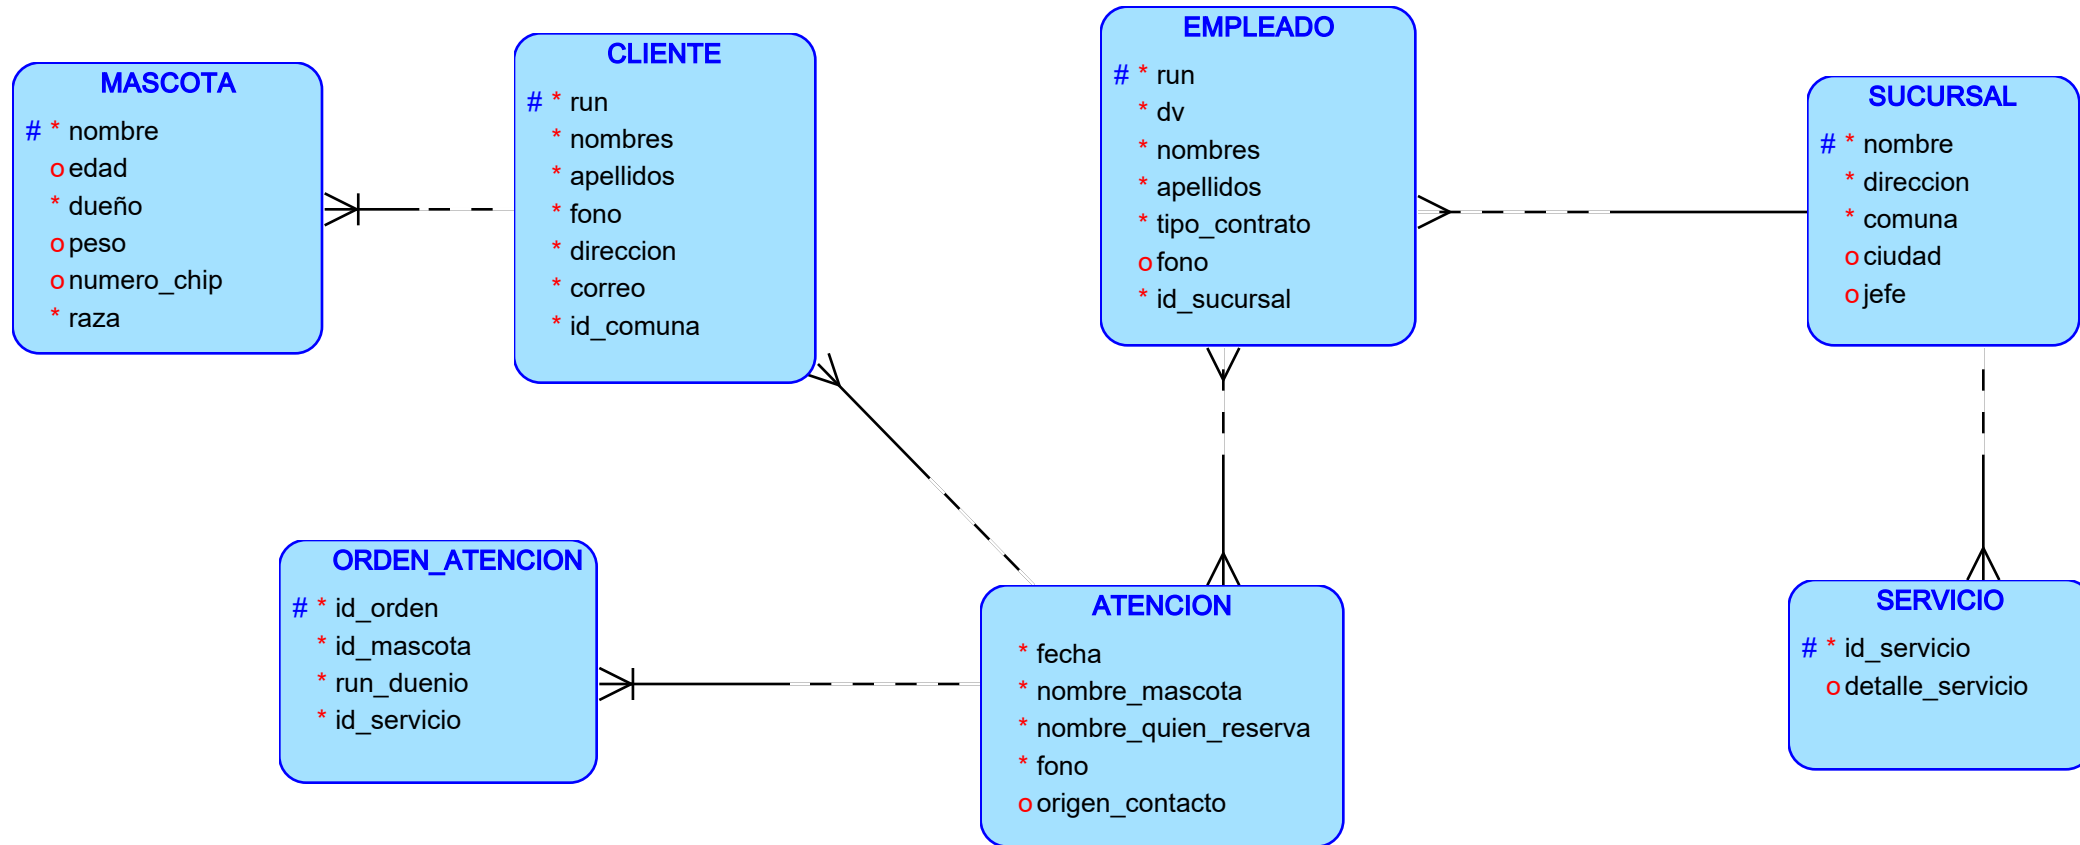 MASCOTA
# * nombre
o edad
* dueño
o peso
o numero_chip
* raza
CLIENTE
# * run
* nombres
* apellidos
* fono
* direccion
* correo
* id_comuna
EMPLEADO
# * run
* dv
* nombres
* apellidos
* tipo_contrato
o fono
* id_sucursal
SUCURSAL
# * nombre
* direccion
* comuna
o ciudad
o jefe
ORDEN_ATENCION
# * id_orden
* id_mascota
* run_duenio
* id_servicio
ATENCION
* fecha
* nombre_mascota
* nombre_quien_reserva
* fono
o origen_contacto
SERVICIO
# * id_servicio
o detalle_servicio